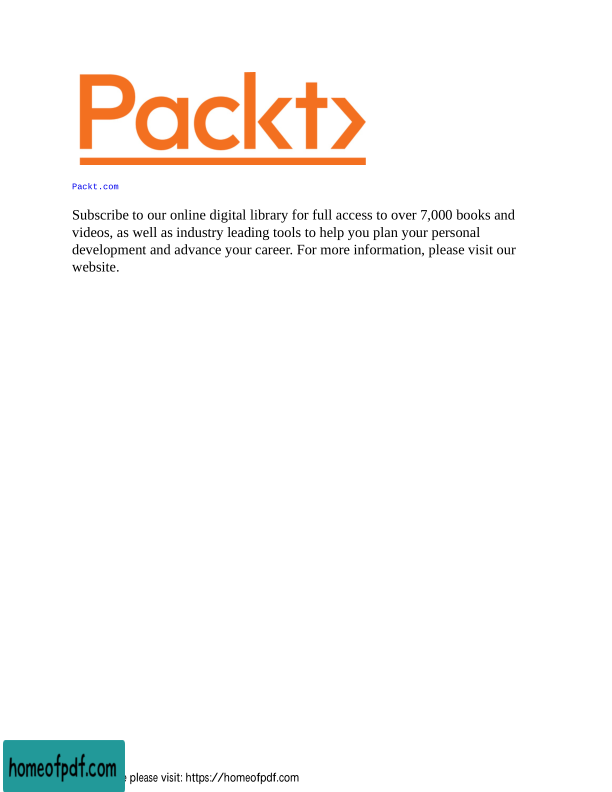 Packt>
Packt.com
Subscribe to our online digital library for full access to over 7,000 books and
videos, as well as industry leading tools to help you plan your personal
development and advance your career. For more information, please visit our
website.
homeofpdf.com
please visit: https://homeofpdf.com